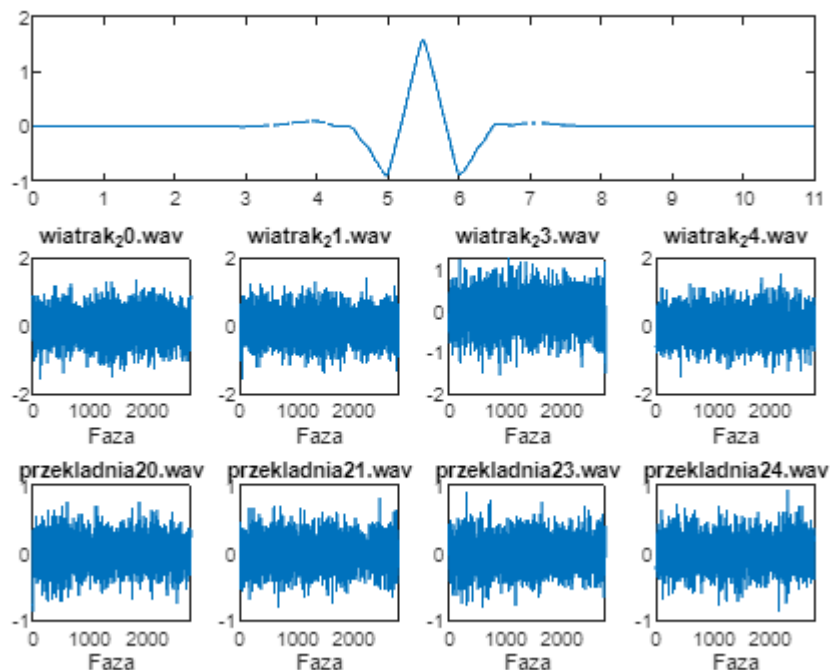 2
1
0
-1
0 1 2 3 4 5 6 7 8 9 10 11
wiatrak₂0.wav wiatrak₂1.wav wiatrak₂3.wav wiatrak₂4.wav
2 2 1 2
0 0 0 0
-2 -2 -1 -2
0 1000 2000 0 1000 2000 0 1000 2000 0 1000 2000
Faza Faza Faza Faza
przekladnia20.wav przekladnia21.wav przekladnia23.wav przekladnia24.wav
1 1 1 1
0 0 0 0
-1 -1 -1 -1
0 1000 2000 0 1000 2000 0 1000 2000 0 1000 2000
Faza Faza Faza Faza